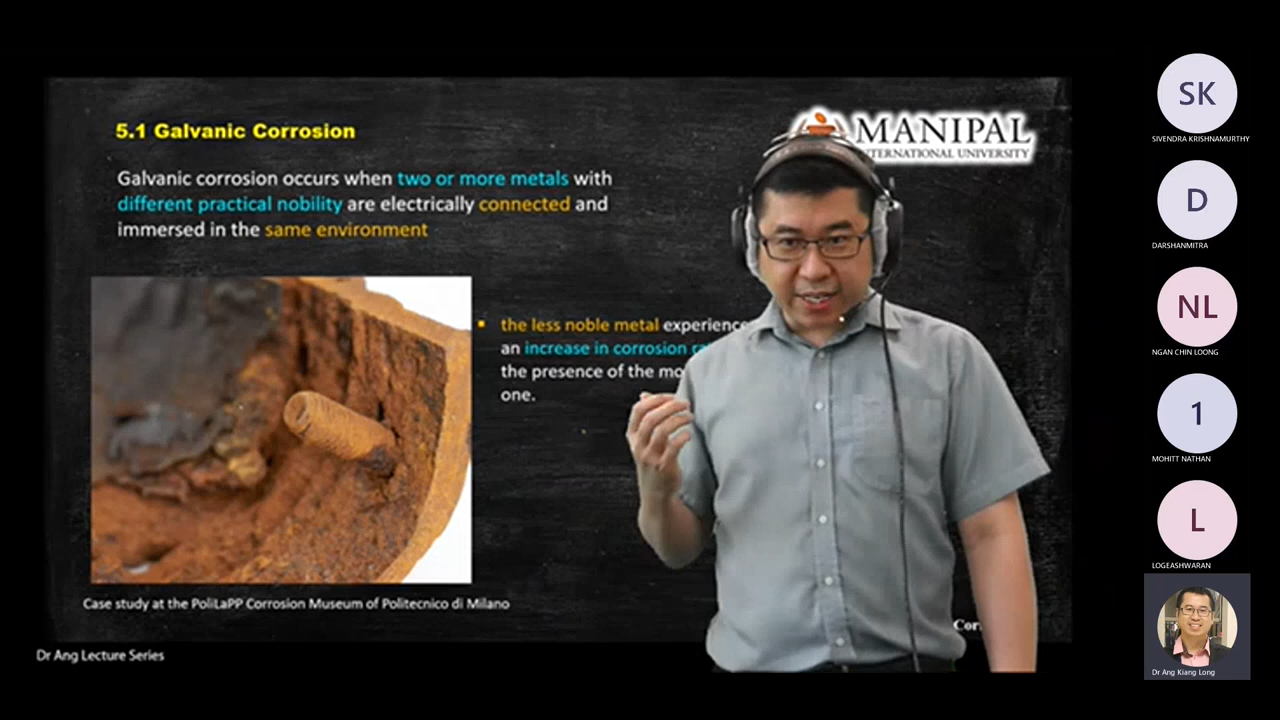 5.1 Galvanic Corrosion
MANIPAL
INTERNATIONAL UNIVERSITY
Galvanic corrosion occurs when two or more metals with
different practical nobility are electrically connected and
immersed in the same environment
the less noble metal experience
an increase in corrosion
the presence of the
one.
Case study at the PoliLaPP Corrosion Museum of Politecnico di Milano
Dr Ang Lecture Series
SK
SIVENDRA KRISHNAMURTHY
D
DARSHANMITRA
NL
NGAN CHIN LOONG
1
MOHITT NATHAN
L
LOGEASHWARAN
Dr Ang Kiang Long